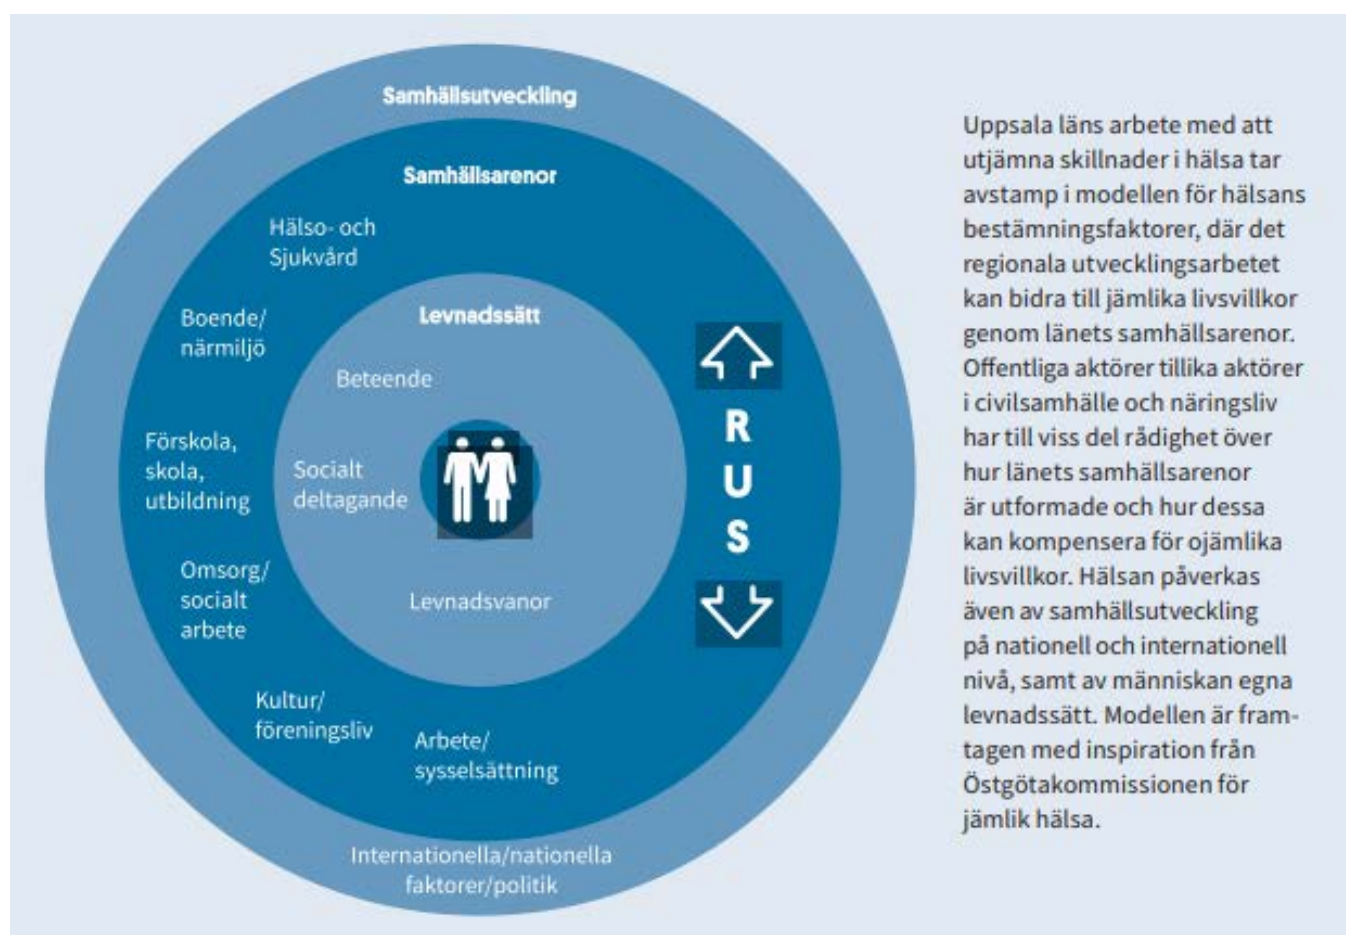 Samhällsutveckling
Samhällsarenor
Hälso- och
Sjukvård
Boende/
närmiljö
Förskola,
skola,
utbildning
Omsorg/
socialt
arbete
Kultur/
föreningsliv
Arbete/
sysselsättning
Levnadssätt
Beteende
Socialt
deltagande
Levnadsvanor
R
U
S
Internationella/nationella
faktorer/politik
Uppsala läns arbete med att
utjämna skillnader i hälsa tar
avstamp i modellen för hälsans
bestämningsfaktorer, där det
regionala utvecklingsarbetet
kan bidra till jämlika livsvillkor
genom länets samhällsarenor.
Offentliga aktörer tillika aktörer
i civilsamhälle och näringsliv
har till viss del rådighet över
hur länets samhällsarenor
är utformade och hur dessa
kan kompensera för ojämlika
livsvillkor. Hälsan påverkas
även av samhällsutveckling
på nationell och internationell
nivå, samt av människan egna
levnadssätt. Modellen är fram-
tagen med inspiration från
Östgötakommissionen för
jämlik hälsa.